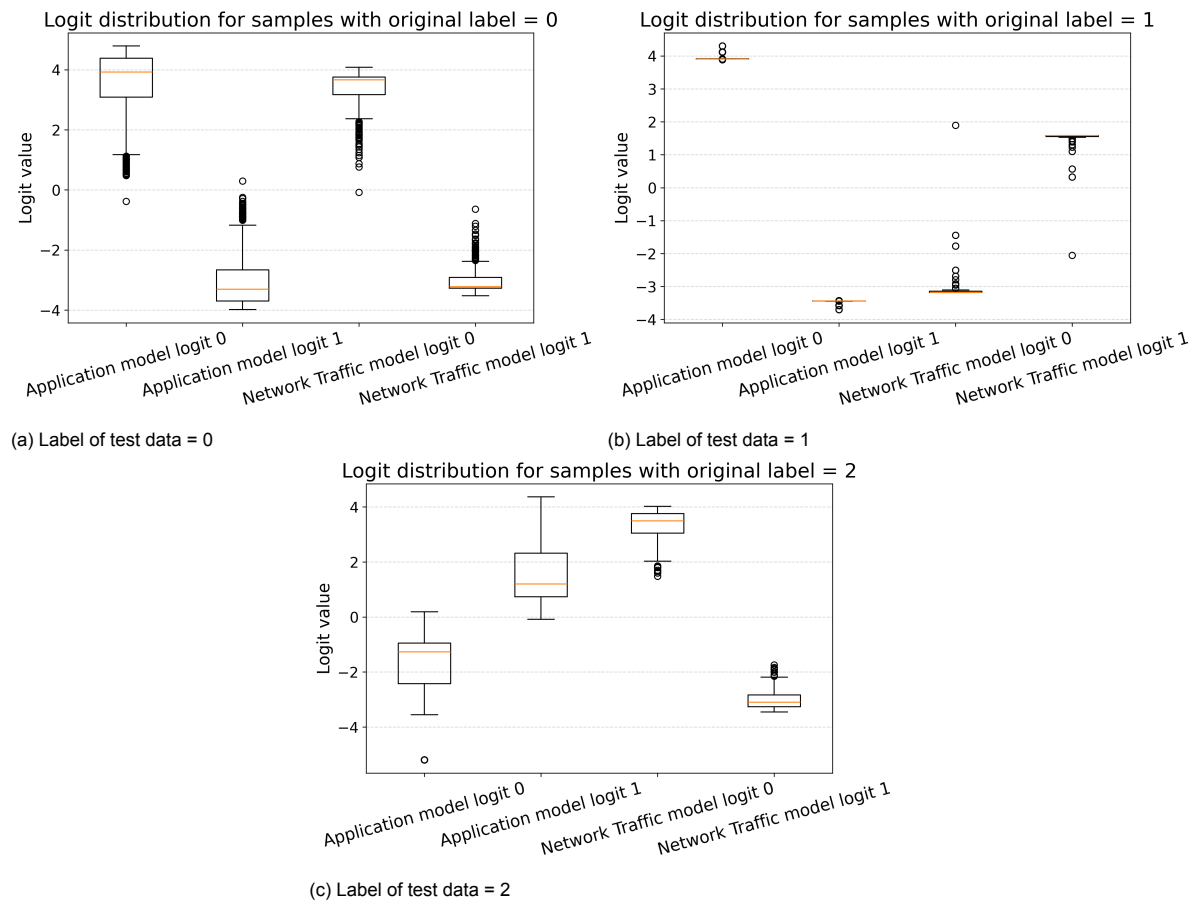 Logit distribution for samples with original label = 0
Logit value
4
2
0
−2
−4
Application model logit 0
Application model logit 1
Network Traffic model logit 0
Network Traffic model logit 1
(a) Label of test data = 0
Logit distribution for samples with original label = 1
Logit value
4
3
2
1
0
−1
−2
−3
−4
Application model logit 0
Application model logit 1
Network Traffic model logit 0
Network Traffic model logit 1
(b) Label of test data = 1
Logit distribution for samples with original label = 2
Logit value
4
2
0
−2
−4
Application model logit 0
Application model logit 1
Network Traffic model logit 0
Network Traffic model logit 1
(c) Label of test data = 2